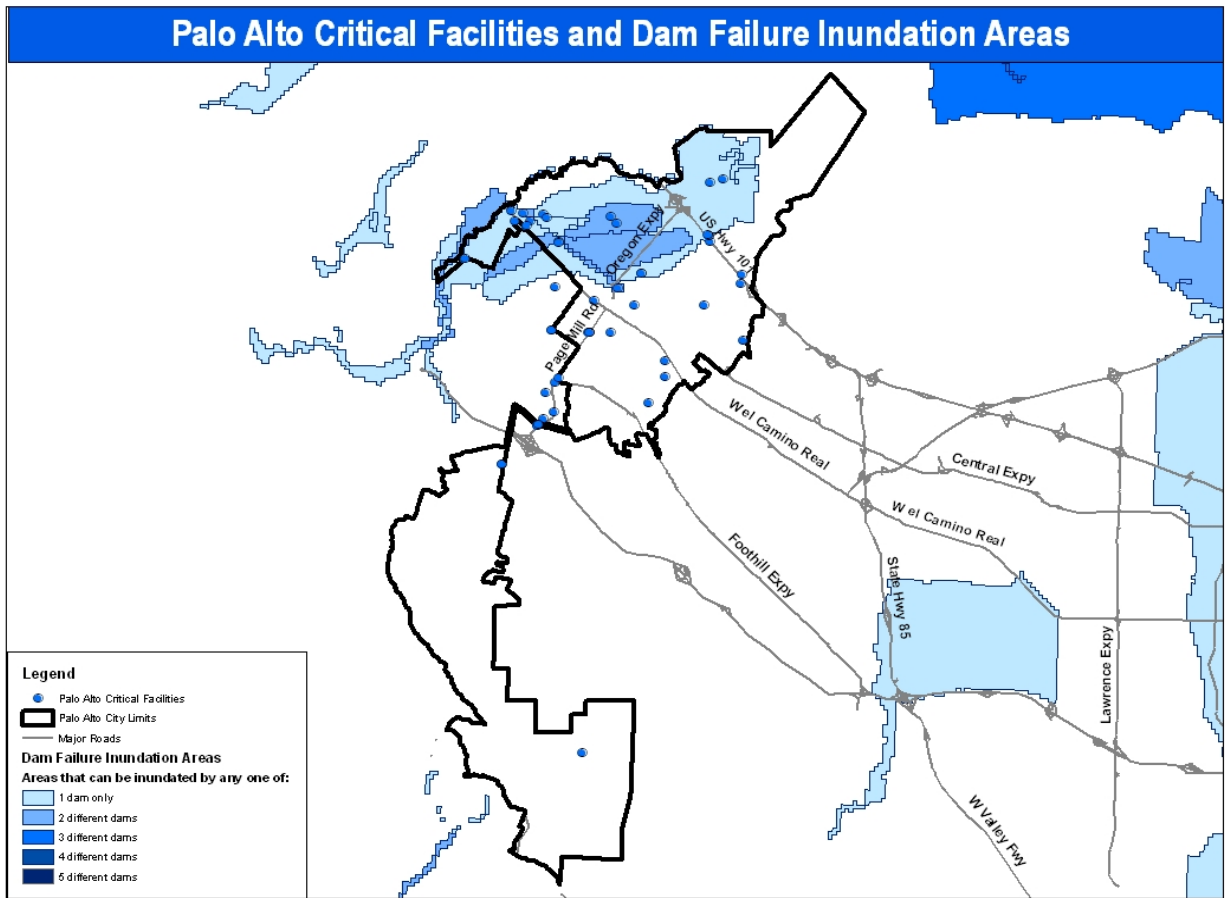 Palo Alto Critical Facilities and Dam Failure Inundation Areas
Oregon Expy
US Hwy 101
Page Mill Rd
W el Camino Real
Central Expy
W el Camino Real
Foothill Expy
State Hwy 85
Lawrence Expy
W Valley Fwy
Legend
Palo Alto Critical Facilities
Palo Alto City Limits
Major Roads
Dam Failure Inundation Areas
Areas that can be inundated by any one of:
1 dam only
2 different dams
3 different dams
4 different dams
5 different dams